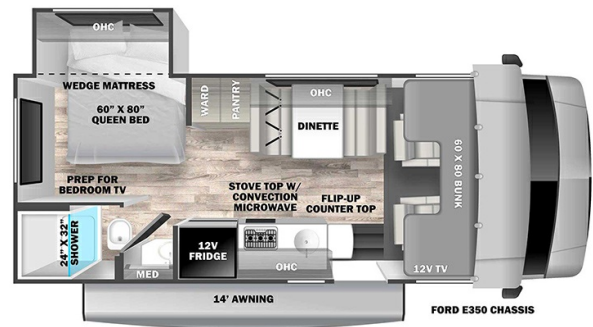 OHC
WEDGE MATTRESS
60” X 80”
QUEEN BED
WARD
PANTRY
OHC
DINETTE
60 X 80 BUNK
PREP FOR
BEDROOM TV
STOVE TOP W/
CONVECTION
MICROWAVE
FLIP-UP
COUNTER TOP
24” X 32”
SHOWER
MED
12V
FRIDGE
OHC
12V TV
14’ AWNING
FORD E350 CHASSIS